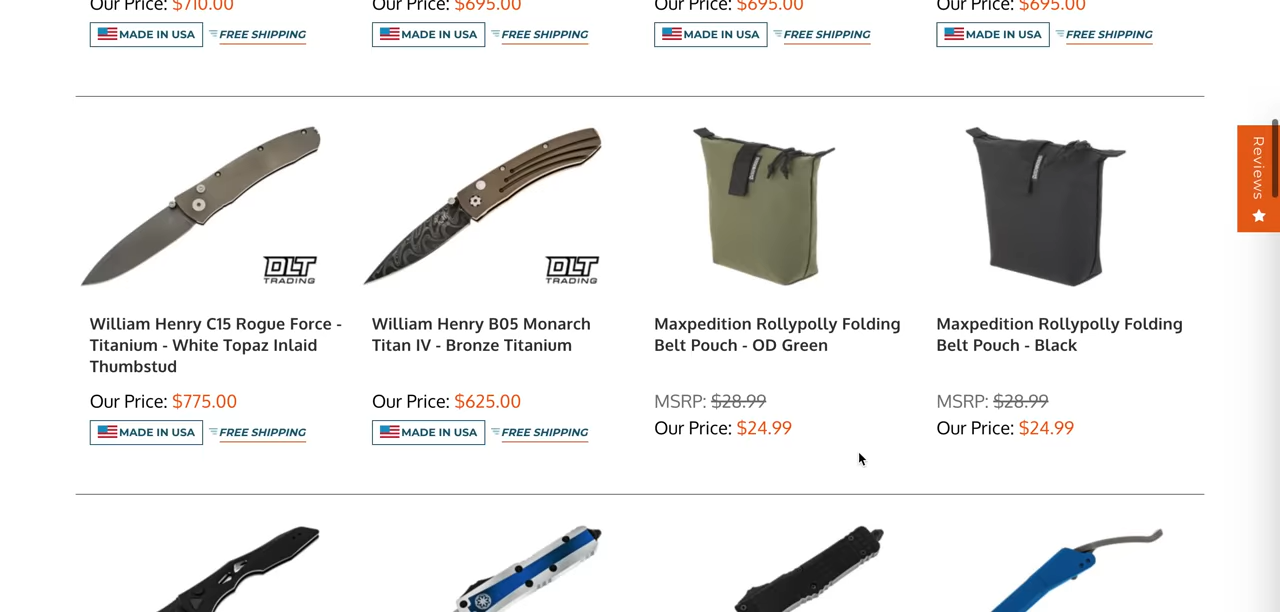 Our Price: $710.00
Our Price: $695.00
Our Price: $695.00
Our Price: $695.00
MADE IN USA FREE SHIPPING
MADE IN USA FREE SHIPPING
MADE IN USA FREE SHIPPING
MADE IN USA FREE SHIPPING
Reviews
DLT
TRADING
William Henry C15 Rogue Force -
Titanium - White Topaz Inlaid
Thumbstud
Our Price: $775.00
MADE IN USA FREE SHIPPING
DLT
TRADING
William Henry B05 Monarch
Titan IV - Bronze Titanium
Our Price: $625.00
MADE IN USA FREE SHIPPING
Maxpedition Rollypolly Folding
Belt Pouch - OD Green
MSRP: $28.99
Our Price: $24.99
Maxpedition Rollypolly Folding
Belt Pouch - Black
MSRP: $28.99
Our Price: $24.99